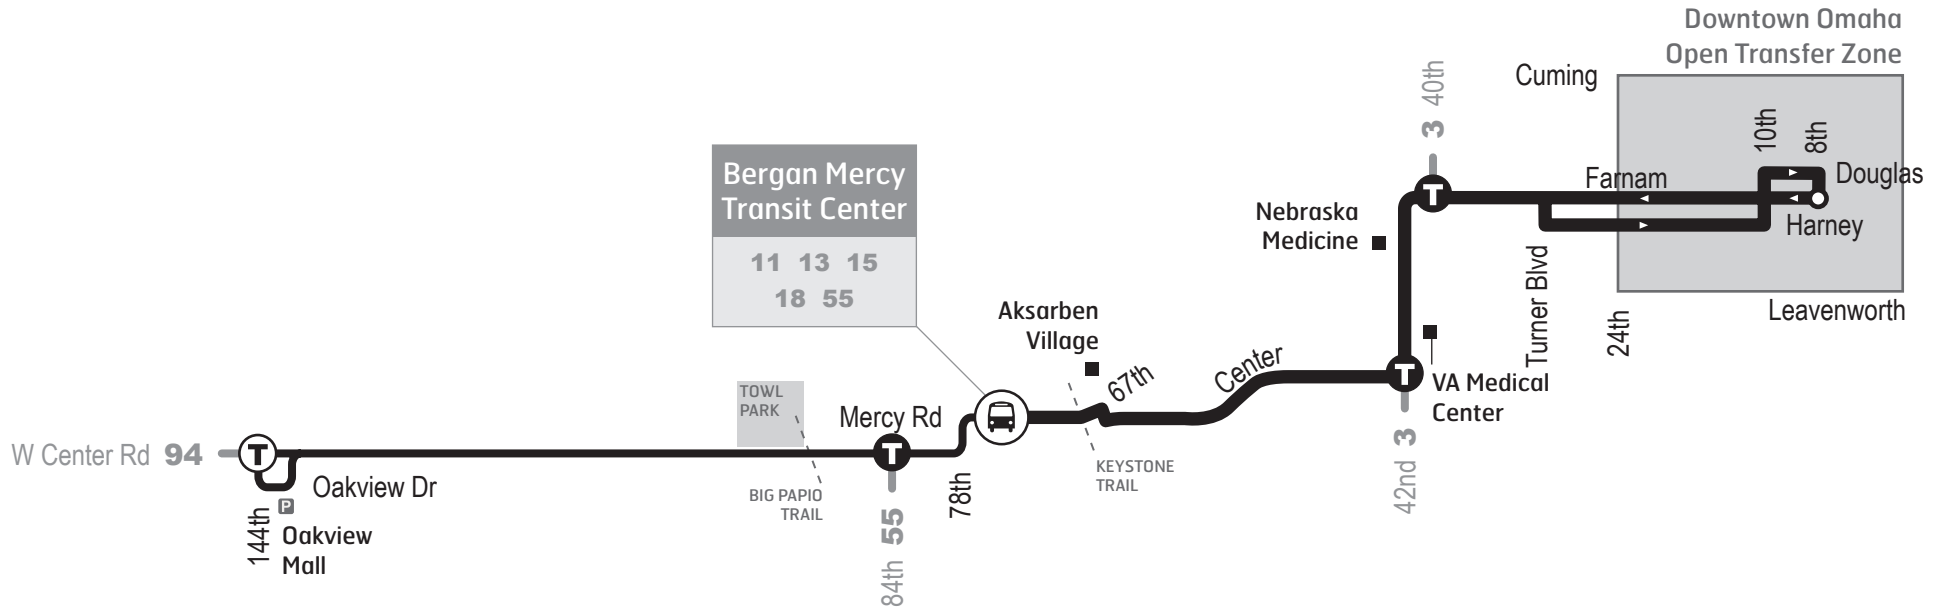 Downtown Omaha
Open Transfer Zone
Cuming
3 40th
10th
8th
Bergan Mercy
Transit Center
11 13 15
18 55
Farnam
Douglas
Harney
Nebraska
Medicine
Turner Blvd
24th
Leavenworth
Aksarben
Village
T
T
67th
Center
VA Medical
Center
TOWL
PARK
Mercy Rd
W Center Rd 94
T
T
Oakview Dr
KEYSTONE
TRAIL
42nd 3
BIG PAPIO
TRAIL
78th
P
144th
Oakview
Mall
84th 55